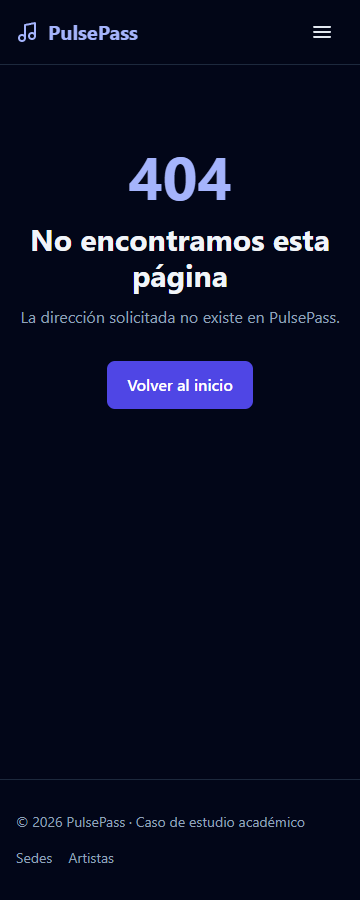 PulsePass
404
No encontramos esta
página
La dirección solicitada no existe en PulsePass.
Volver al inicio
© 2026 PulsePass · Caso de estudio académico
Sedes Artistas